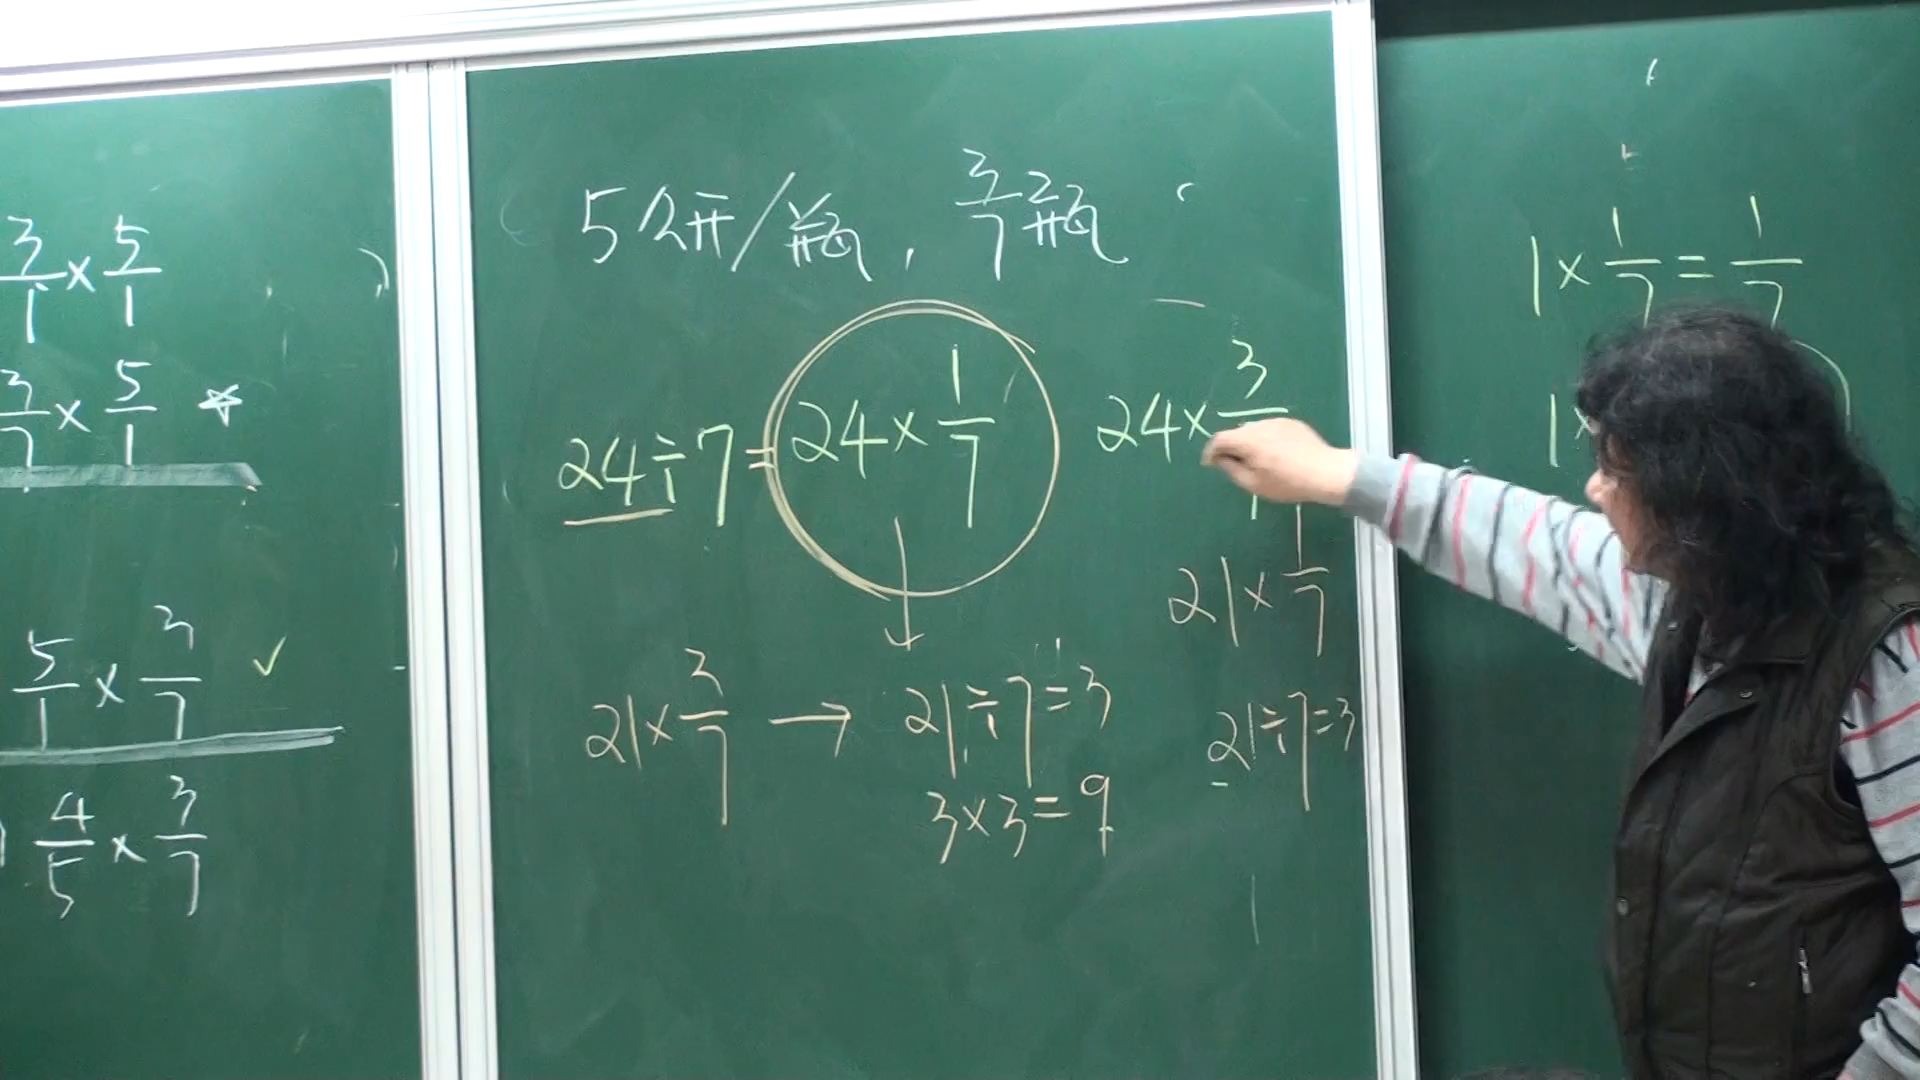 3/1 × 5/1
3/7 × 5/1 ☆
5/1 × 3/7 ✓
4/5 × 3/7
5公升/瓶, 3/7瓶
24÷7=24×1/7
24×3/
21×1/7
21×3/7 → 21÷7=3
3×3=9
21÷7=3
1×1/7=1/7
1×